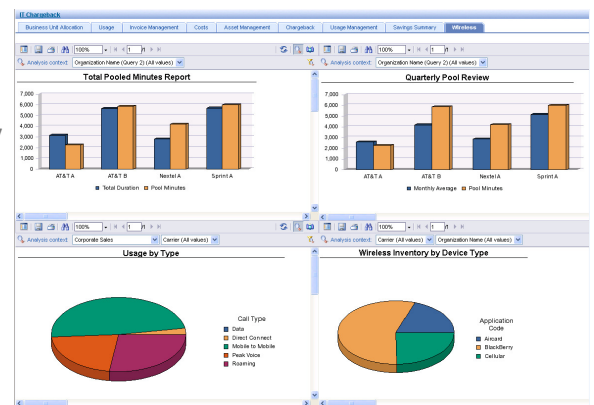 IT Chargeback
Business Unit Allocation Usage Invoice Management Costs Asset Management Chargeback Usage Management Savings Summary Wireless
100% 1 /1
100% 1 /1
Analysis context: Organization Name (Query 2) (All values)
Analysis context: Organization Name (Query 2) (All values)
Total Pooled Minutes Report
7,000
6,000
5,000
4,000
3,000
2,000
1,000
0
AT&T A AT&T B Nextel A Sprint A
Total Duration Pool Minutes
Quarterly Pool Review
7,000
6,000
5,000
4,000
3,000
2,000
1,000
0
AT&T A AT&T B Nextel A Sprint A
Monthly Average Pool Minutes
100% 1 /1
100% 1 /1
Analysis context: Corporate Sales Carrier (All values)
Analysis context: Carrier (All values) Organization Name (All values)
Usage by Type
Call Type
Data
Direct Connect
Mobile to Mobile
Peak Voice
Roaming
Wireless Inventory by Device Type
Application
Code
Aircard
BlackBerry
Cellular